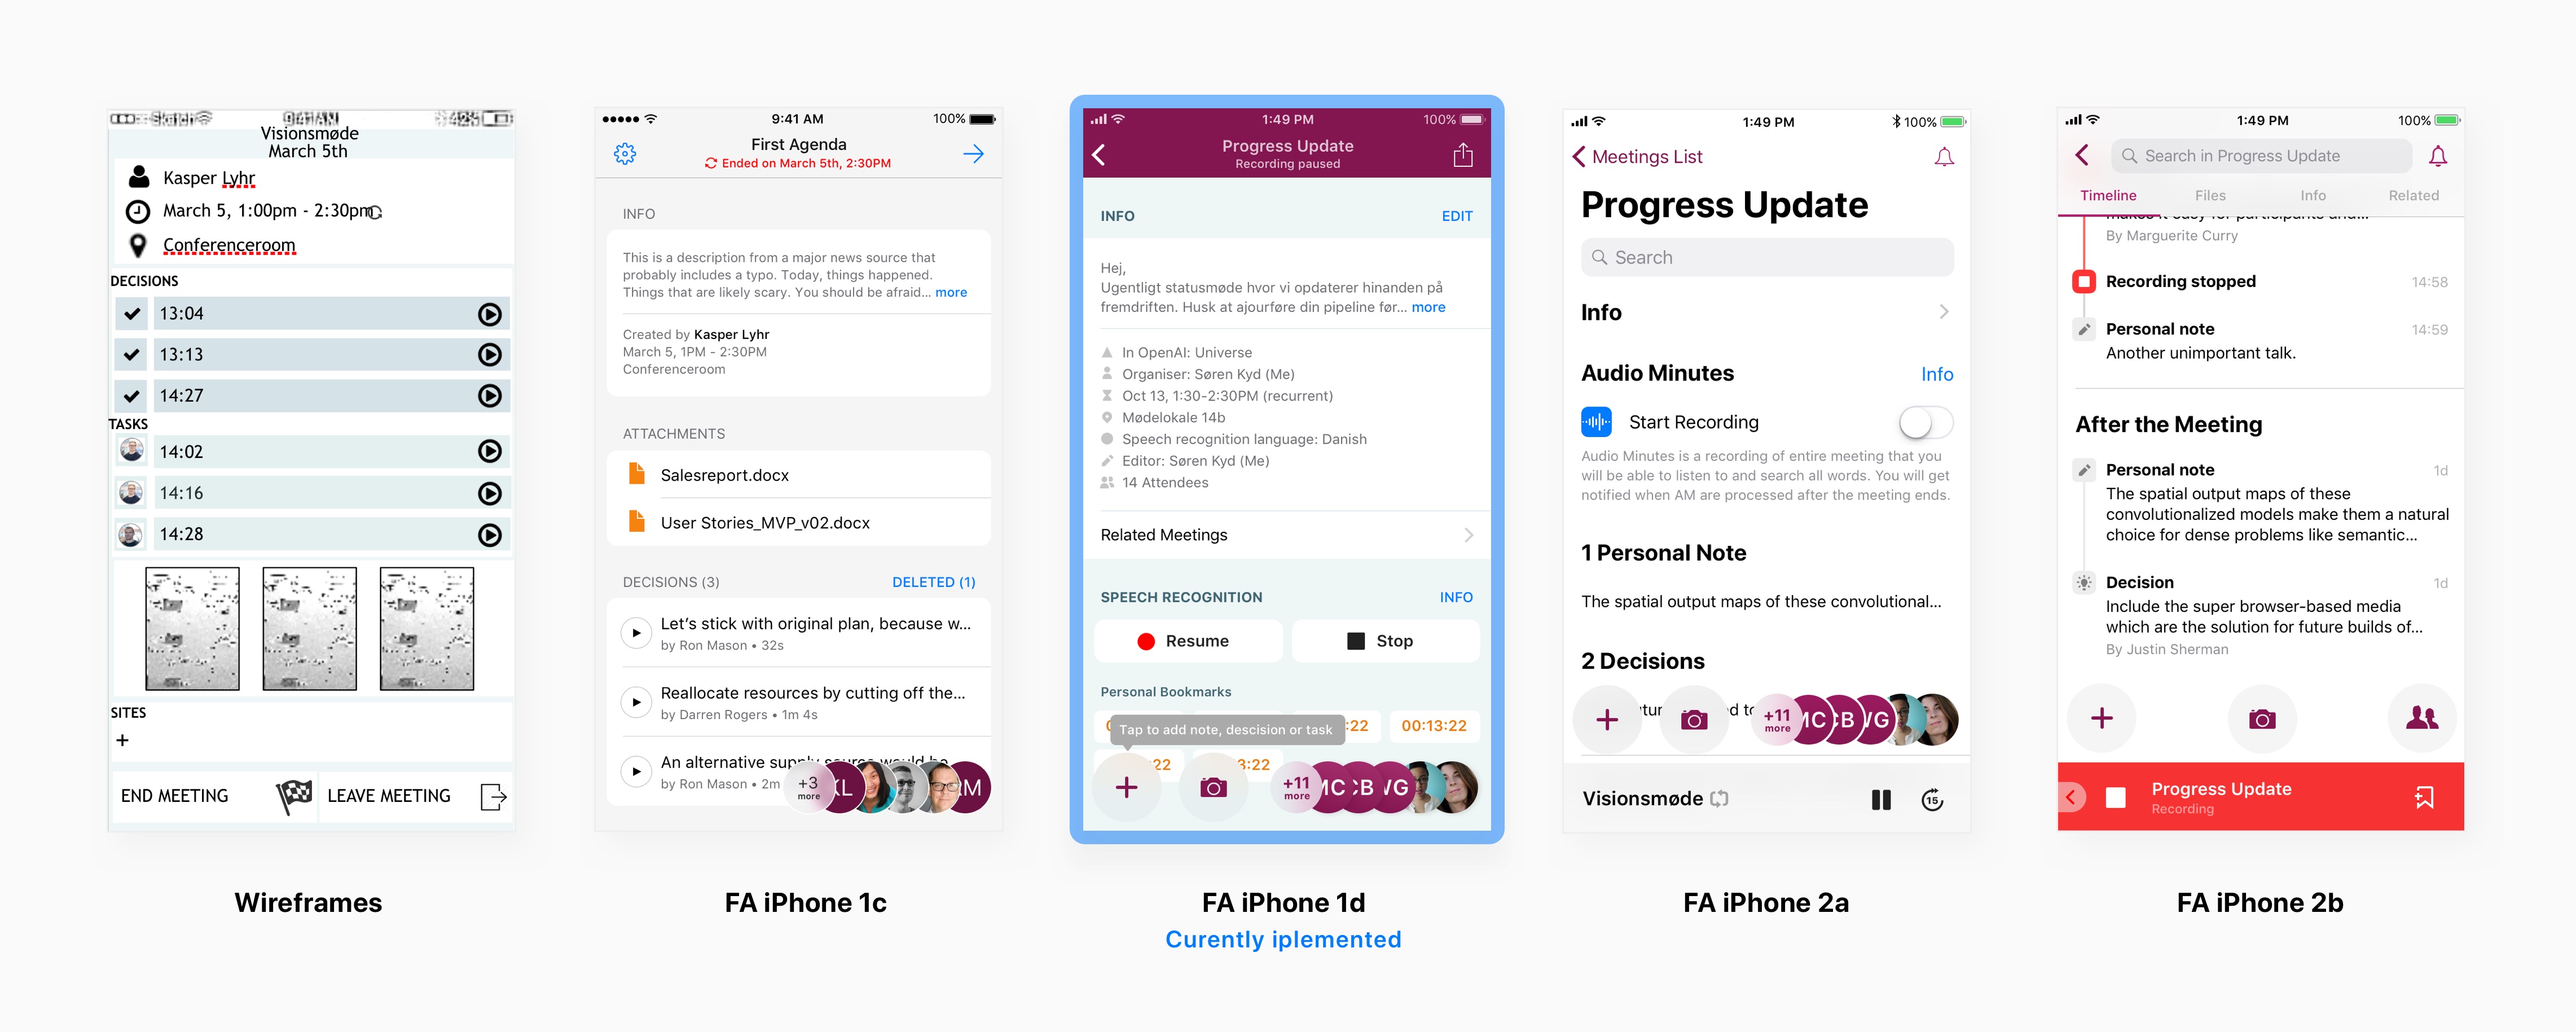 9:41 AM
42%
Visionsmøde
March 5th
Kasper Lyhr
March 5, 1:00pm - 2:30pm
Conferenceroom
DECISIONS
13:04
13:13
14:27
TASKS
14:02
14:16
14:28
SITES
+
END MEETING
LEAVE MEETING
Wireframes
9:41 AM
100%
First Agenda
Ended on March 5th, 2:30PM
INFO
This is a description from a major news source that
probably includes a typo. Today, things happened.
Things that are likely scary. You should be afraid... more
Created by Kasper Lyhr
March 5, 1PM - 2:30PM
Conferenceroom
ATTACHMENTS
Salesreport.docx
User Stories_MVP_v02.docx
DECISIONS (3)
DELETED (1)
Let's stick with original plan, because w...
by Ron Mason • 32s
Reallocate resources by cutting off the...
by Darren Rogers • 1m 4s
An alternative supply source would be
by Ron Mason • 2m
+3
more
KL
RM
FA iPhone 1c
1:49 PM
100%
Progress Update
Recording paused
INFO
EDIT
Hej,
Ugentligt statusmøde hvor vi opdaterer hinanden på
fremdriften. Husk at ajourføre din pipeline før... more
In OpenAI: Universe
Organiser: Søren Kyd (Me)
Oct 13, 1:30-2:30PM (recurrent)
Mødelokale 14b
Speech recognition language: Danish
Editor: Søren Kyd (Me)
14 Attendees
Related Meetings
SPEECH RECOGNITION
INFO
Resume
Stop
Personal Bookmarks
:22
00:13:22
Tap to add note, descision or task
22
3:22
+11
more
MC
CB
VG
FA iPhone 1d
Curently iplemented
1:49 PM
100%
Meetings List
Progress Update
Search
Info
Audio Minutes
Info
Start Recording
Audio Minutes is a recording of entire meeting that you
will be able to listen to and search all words. You will get
notified when AM are processed after the meeting ends.
1 Personal Note
The spatial output maps of these convolutional...
2 Decisions
+11
more
MC
CB
VG
Visionsmøde
15
FA iPhone 2a
1:49 PM
100%
Search in Progress Update
Timeline
Files
Info
Related
makes it easy for participants and...
By Marguerite Curry
Recording stopped
14:58
Personal note
14:59
Another unimportant talk.
After the Meeting
Personal note
1d
The spatial output maps of these
convolutionalized models make them a natural
choice for dense problems like semantic...
Decision
1d
Include the super browser-based media
which are the solution for future builds of...
By Justin Sherman
Progress Update
Recording
FA iPhone 2b